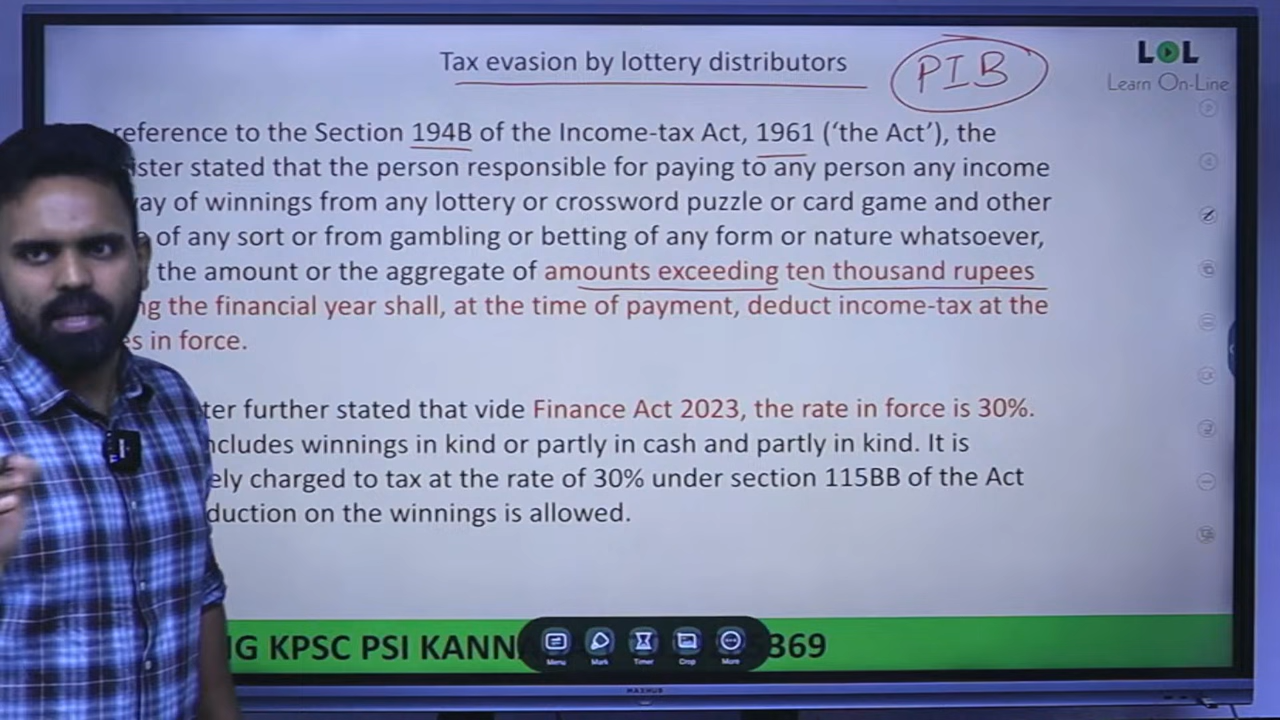 Tax evasion by lottery distributors
PIB
LOL
Learn On-Line
reference to the Section 194B of the Income-tax Act, 1961 (‘the Act’), the
stated that the person responsible for paying to any person any income
of winnings from any lottery or crossword puzzle or card game and other
of any sort or from gambling or betting of any form or nature whatsoever,
the amount or the aggregate of amounts exceeding ten thousand rupees
the financial year shall, at the time of payment, deduct income-tax at the
in force.
further stated that vide Finance Act 2023, the rate in force is 30%.
winnings in kind or partly in cash and partly in kind. It is
charged to tax at the rate of 30% under section 115BB of the Act
on the winnings is allowed.
KPSC PSI
369
Menu
Mark
Timer
Crop
More
MAXHUB